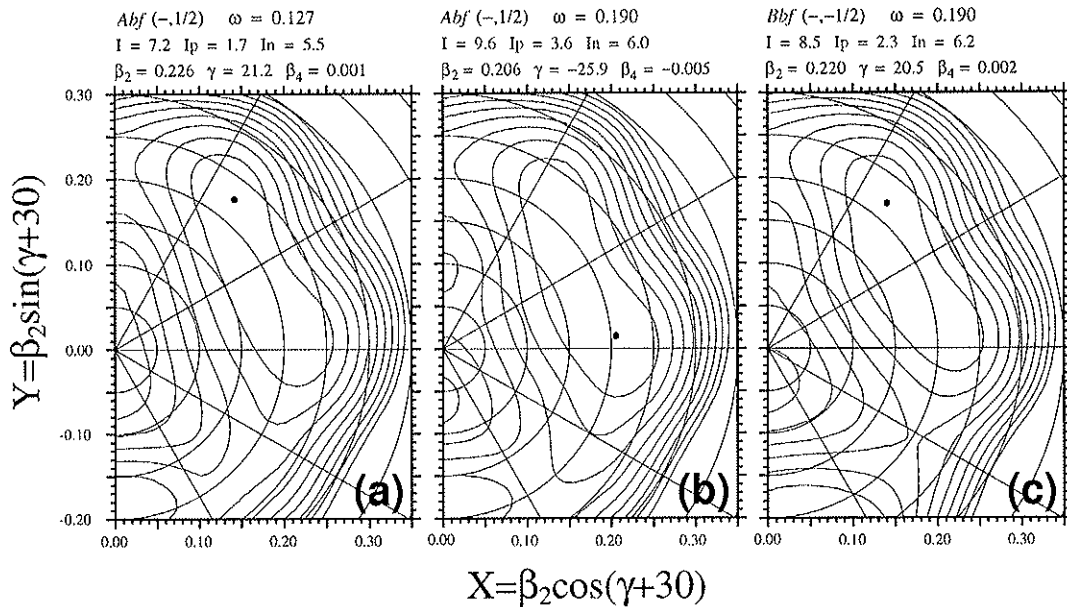 Abf (−,1/2) ω = 0.127
I = 7.2 Ip = 1.7 In = 5.5
β₂ = 0.226 γ = 21.2 β₄ = 0.001
Abf (−,1/2) ω = 0.190
I = 9.6 Ip = 3.6 In = 6.0
β₂ = 0.206 γ = −25.9 β₄ = −0.005
Bbf (−,−1/2) ω = 0.190
I = 8.5 Ip = 2.3 In = 6.2
β₂ = 0.220 γ = 20.5 β₄ = 0.002
Y=β₂sin(γ+30)
0.30
0.20
0.10
0.00
-0.10
-0.20
(a)
(b)
(c)
0.00 0.10 0.20 0.30
0.00 0.10 0.20 0.30
0.00 0.10 0.20 0.30
X=β₂cos(γ+30)